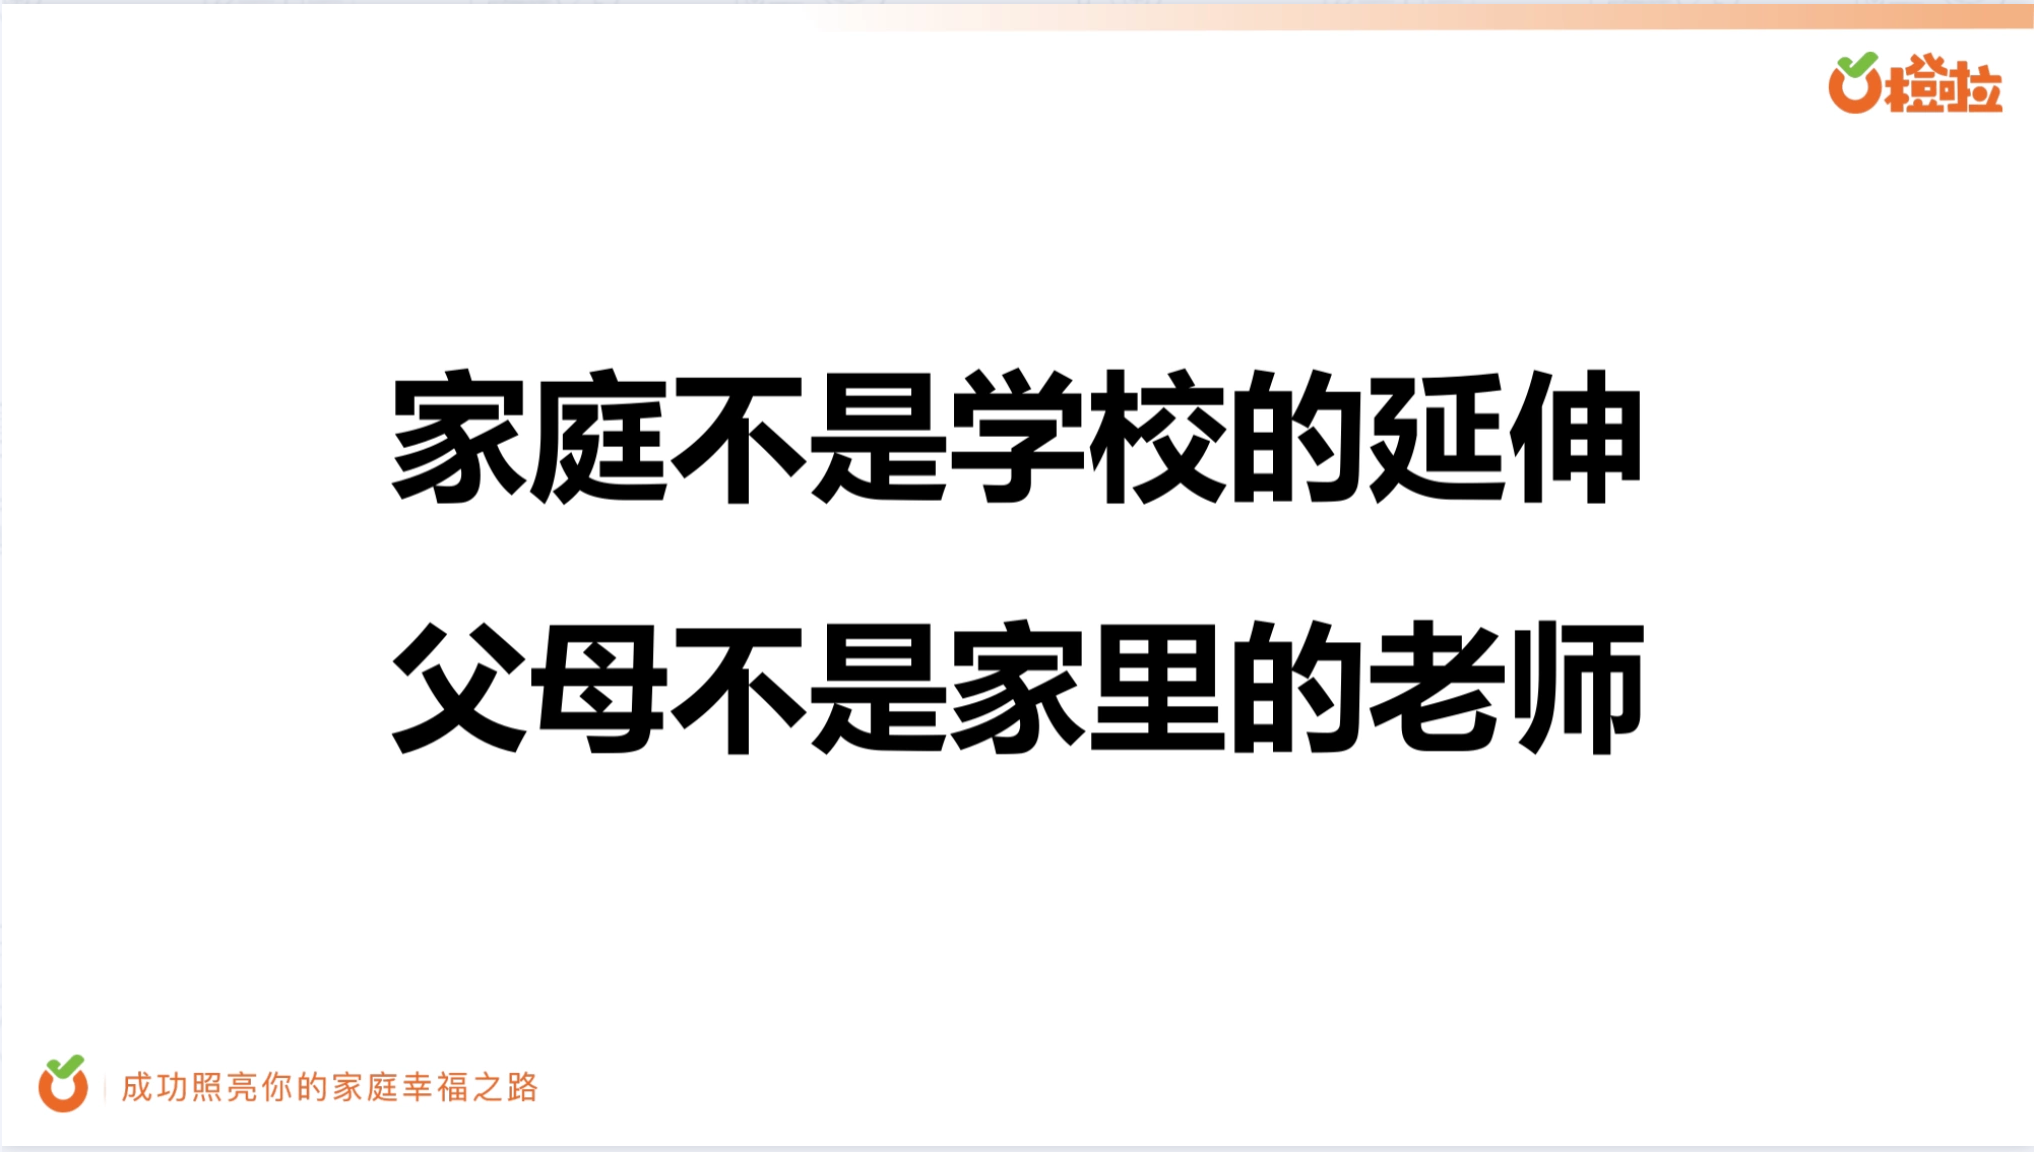 橙啦
家庭不是学校的延伸
父母不是家里的老师
成功照亮你的家庭幸福之路